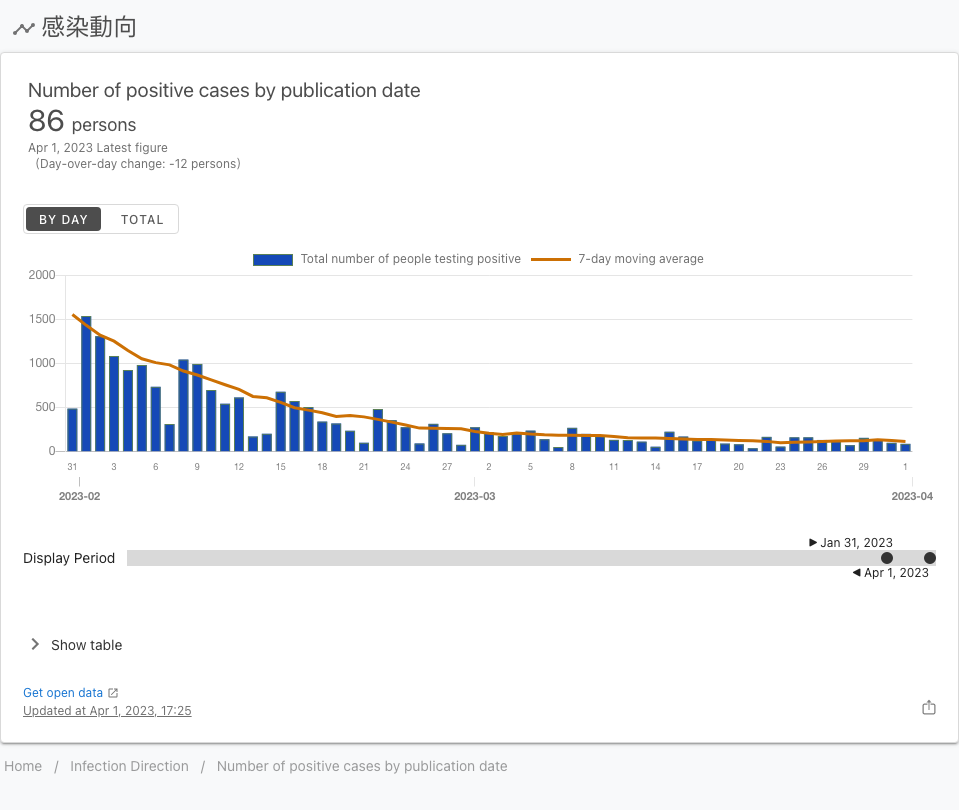 感染動向
Number of positive cases by publication date
86 persons
Apr 1, 2023 Latest figure
(Day-over-day change: -12 persons)
BY DAY TOTAL
Total number of people testing positive 7-day moving average
2000
1500
1000
500
0
31 3 6 9 12 15 18 21 24 27 2 5 8 11 14 17 20 23 26 29 1
2023-02 2023-03 2023-04
Jan 31, 2023
Display Period
Apr 1, 2023
Show table
Get open data
Updated at Apr 1, 2023, 17:25
Home / Infection Direction / Number of positive cases by publication date